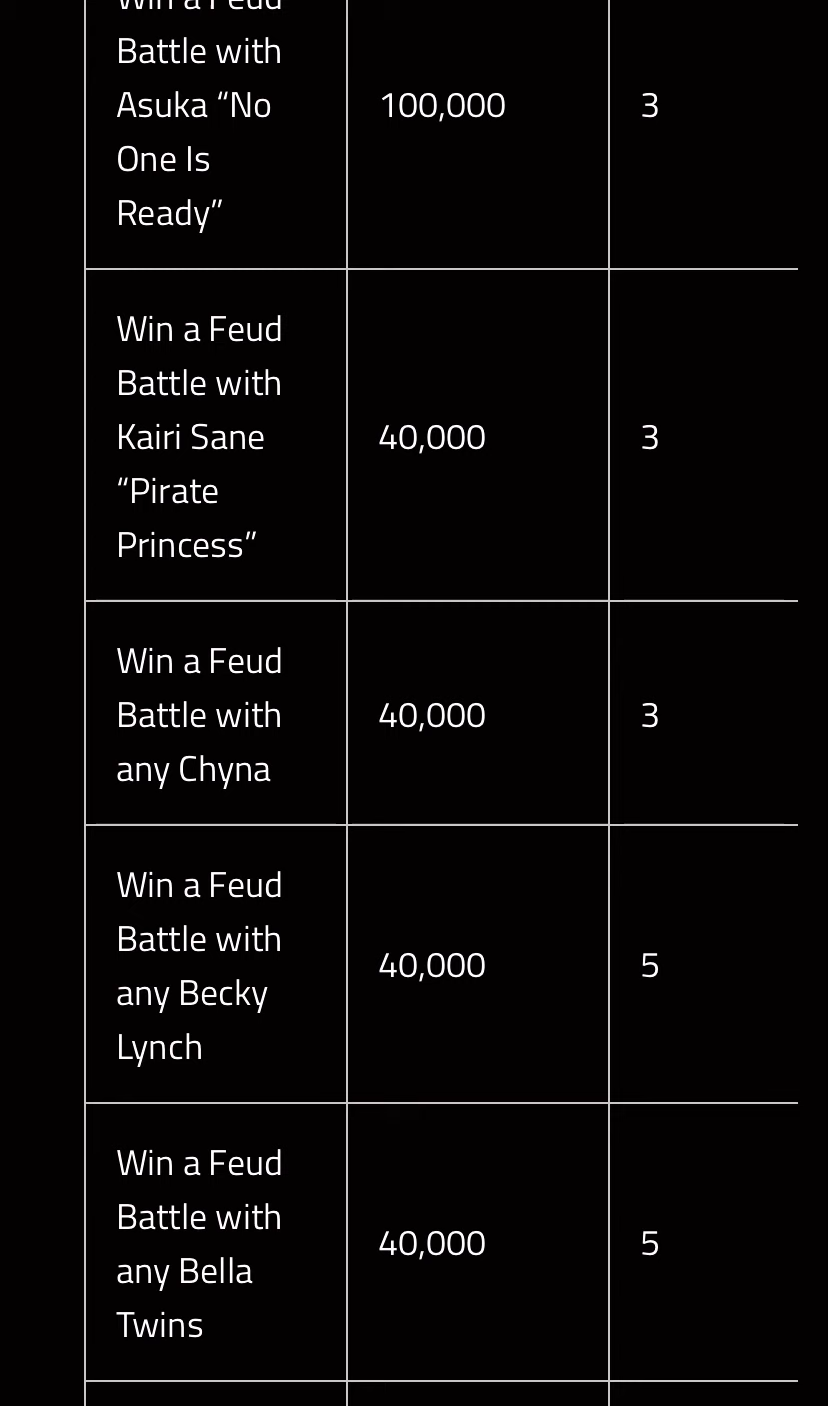 Win a Feud
Battle with
Asuka “No
One Is
Ready”
100,000
3
Win a Feud
Battle with
Kairi Sane
“Pirate
Princess”
40,000
3
Win a Feud
Battle with
any Chyna
40,000
3
Win a Feud
Battle with
any Becky
Lynch
40,000
5
Win a Feud
Battle with
any Bella
Twins
40,000
5